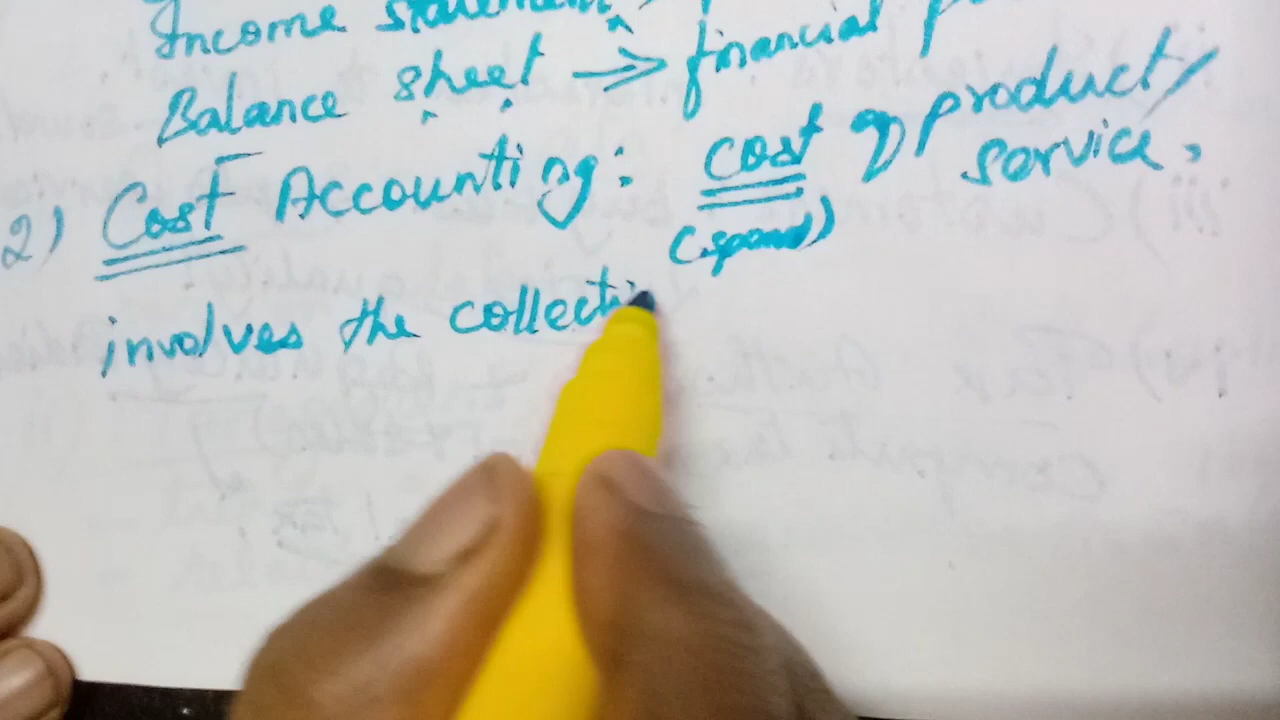 Income statement
Balance sheet → financial
2) Cost Accounting: cost of product/
service.
(spend)
involves the collecti